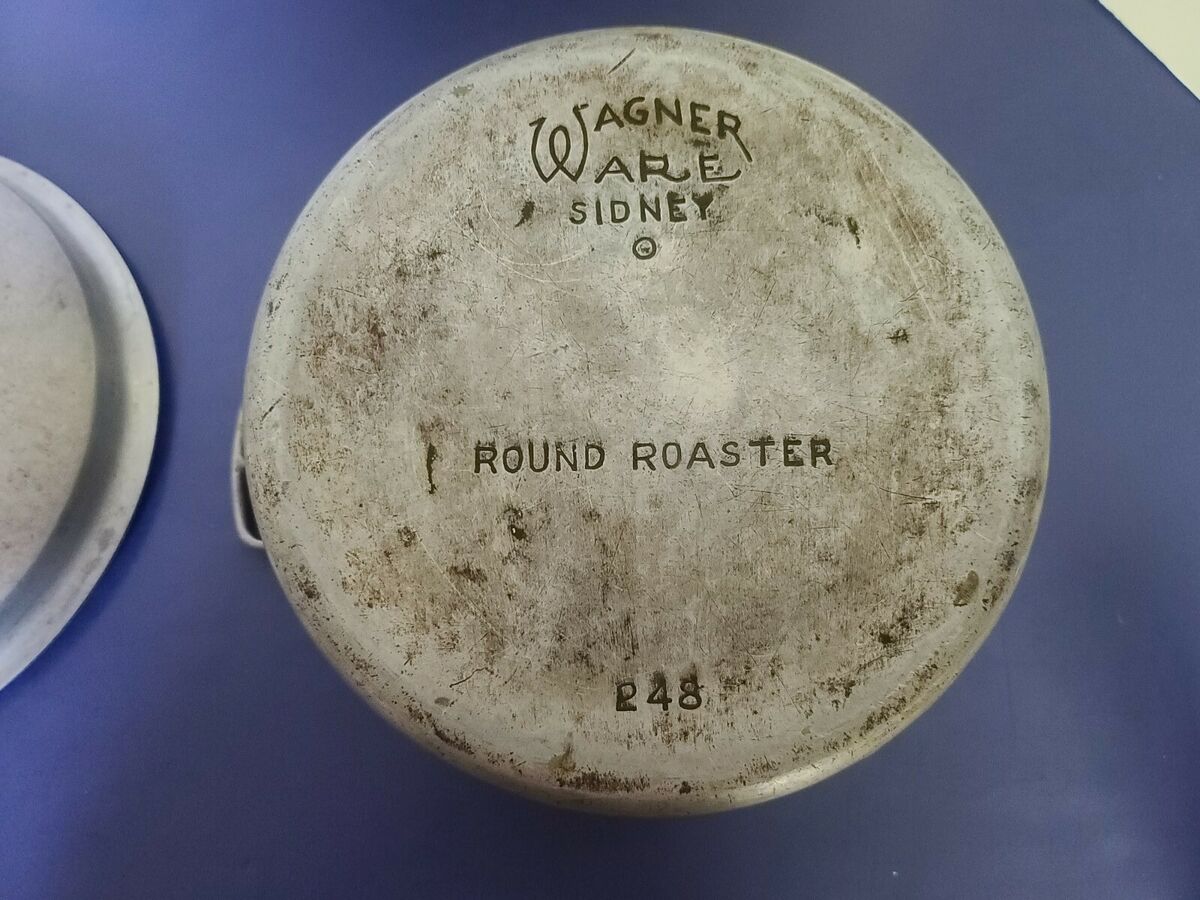 WAGNER
WARE
SIDNEY
-O-
ROUND ROASTER
248